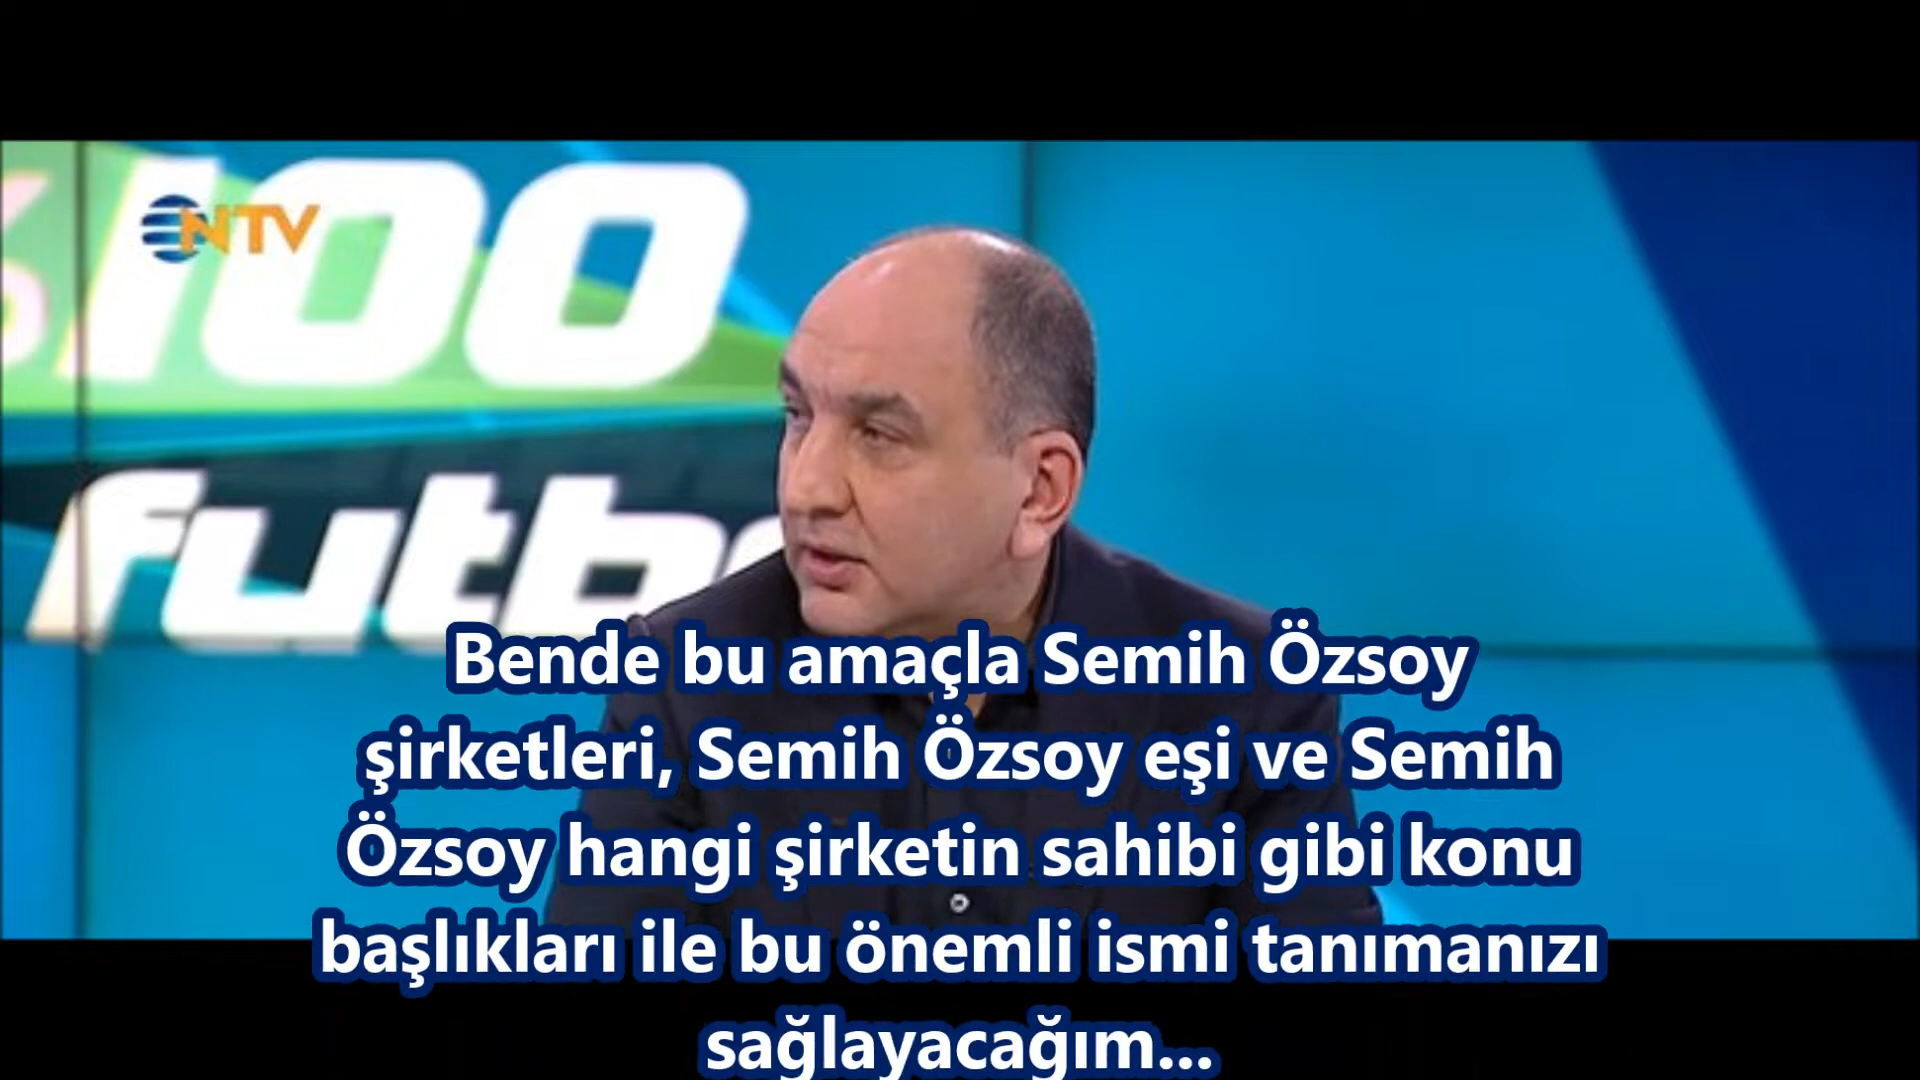 %100
NTV
futbo
Bende bu amaçla Semih Özsoy
şirketleri, Semih Özsoy eşi ve Semih
Özsoy hangi şirketin sahibi gibi konu
başlıkları ile bu önemli ismi tanımanızı
sağlayacağım...